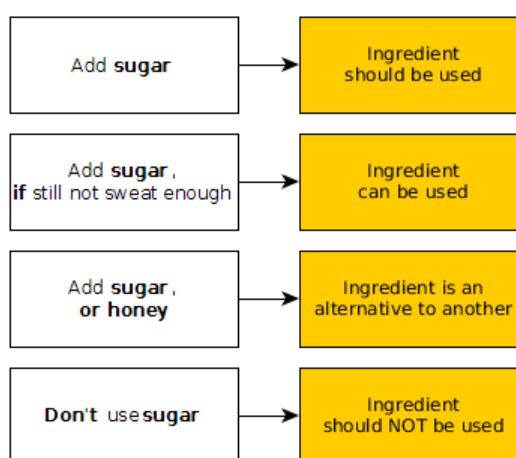 Add sugar
Ingredient
should be used
Add sugar,
if still not sweat enough
Ingredient
can be used
Add sugar,
or honey
Ingredient is an
alternative to another
Don't use sugar
Ingredient
should NOT be used